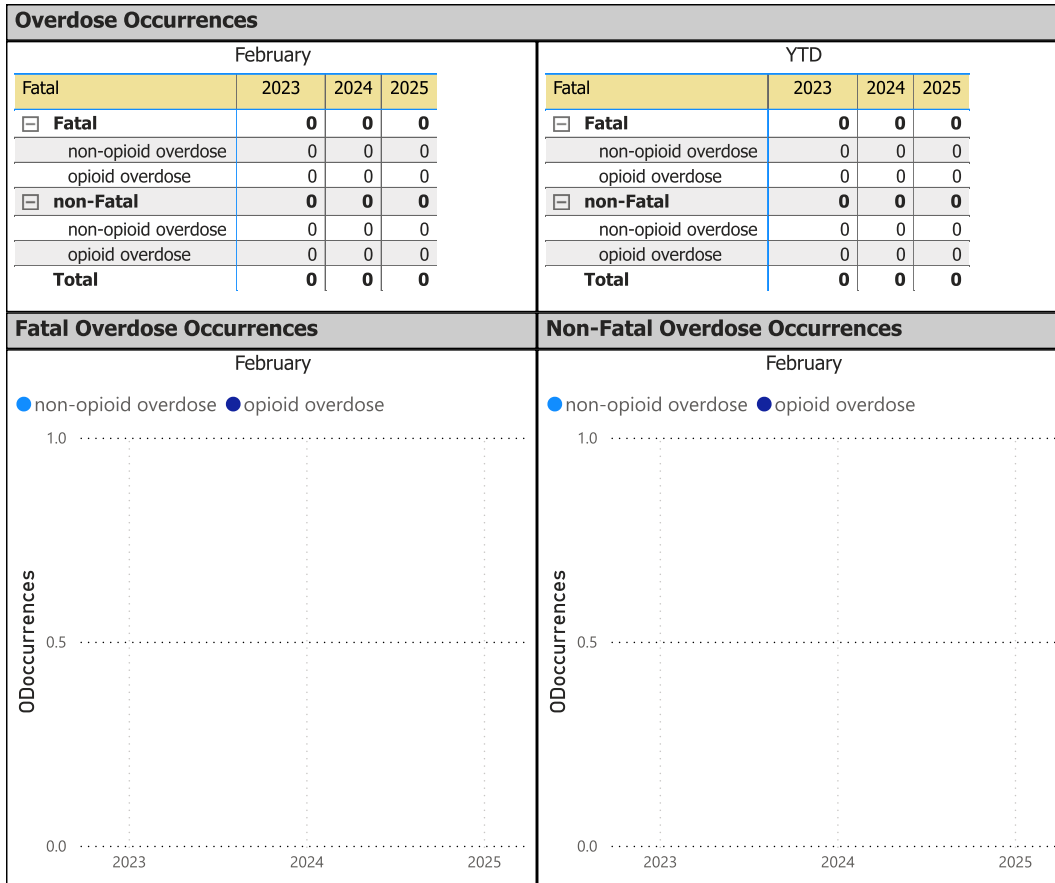 Overdose Occurrences
February
Fatal 2023 2024 2025
Fatal 0 0 0
non-opioid overdose 0 0 0
opioid overdose 0 0 0
non-Fatal 0 0 0
non-opioid overdose 0 0 0
opioid overdose 0 0 0
Total 0 0 0
YTD
Fatal 2023 2024 2025
Fatal 0 0 0
non-opioid overdose 0 0 0
opioid overdose 0 0 0
non-Fatal 0 0 0
non-opioid overdose 0 0 0
opioid overdose 0 0 0
Total 0 0 0
Fatal Overdose Occurrences
February
non-opioid overdose opioid overdose
1.0
0.5
0.0
ODoccurrences
2023 2024 2025
Non-Fatal Overdose Occurrences
February
non-opioid overdose opioid overdose
1.0
0.5
0.0
ODoccurrences
2023 2024 2025